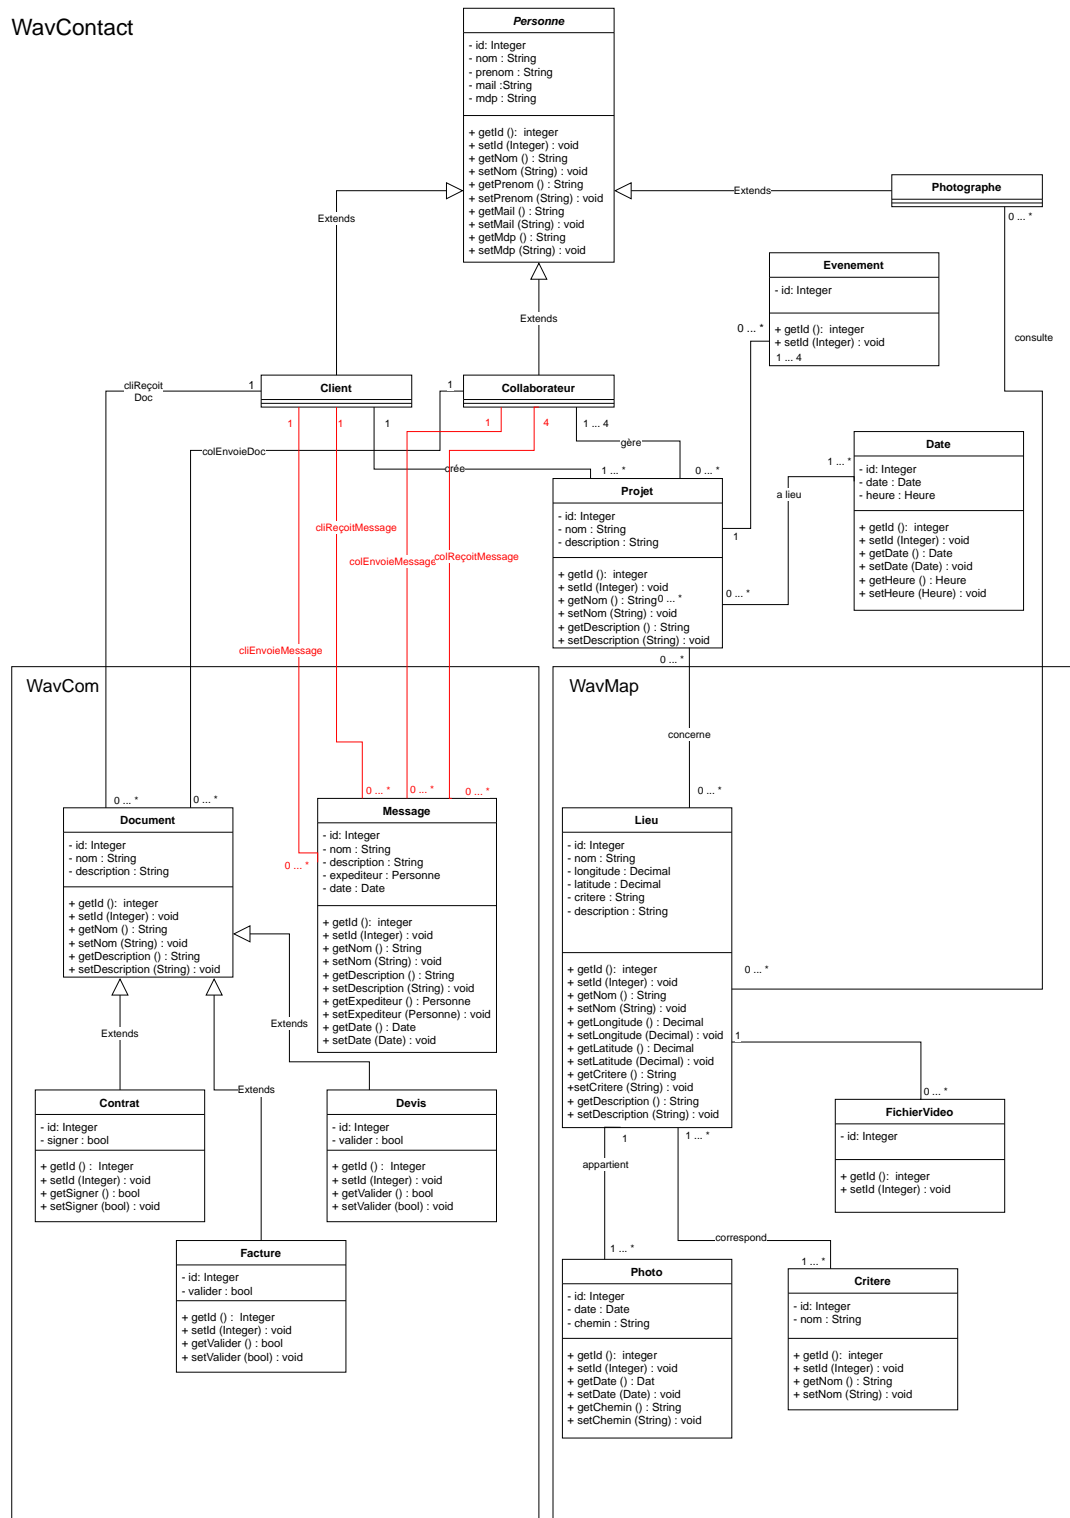 WavContact
Personne
- id: Integer
- nom : String
- prenom : String
- mail :String
- mdp : String
+ getId ():  integer
+ setId (Integer) : void
+ getNom () : String
+ setNom (String) : void
+ getPrenom () : String
+ setPrenom (String) : void
+ getMail () : String
+ setMail (String) : void
+ getMdp () : String
+ setMdp (String) : void
Extends
Extends
Extends
Photographe
0 ... *
consulte
Evenement
- id: Integer
+ getId ():  integer
+ setId (Integer) : void
0 ... *
1 ... 4
cliReçoit
Doc
1
Client
1
Collaborateur
1
1
1
1
4
1 ... 4
colEnvoieDoc
gère
crée
1 ... *
0 ... *
Projet
- id: Integer
- nom : String
- description : String
+ getId ():  integer
+ setId (Integer) : void
+ getNom () : String
0 ... *
+ setNom (String) : void
+ getDescription () : String
+ setDescription (String) : void
1
0 ... *
1 ... *
a lieu
Date
- id: Integer
- date : Date
- heure : Heure
+ getId ():  integer
+ setId (Integer) : void
+ getDate () : Date
+ setDate (Date) : void
+ getHeure () : Heure
+ setHeure (Heure) : void
cliReçoitMessage
colEnvoieMessage
colReçoitMessage
cliEnvoieMessage
0 ... *
concerne
0 ... *
WavCom
0 ... *
0 ... *
0 ... *
0 ... *
0 ... *
0 ... *
Document
- id: Integer
- nom : String
- description : String
+ getId ():  integer
+ setId (Integer) : void
+ getNom () : String
+ setNom (String) : void
+ getDescription () : String
+ setDescription (String) : void
Message
- id: Integer
- nom : String
- description : String
- expediteur : Personne
- date : Date
+ getId ():  integer
+ setId (Integer) : void
+ getNom () : String
+ setNom (String) : void
+ getDescription () : String
+ setDescription (String) : void
+ getExpediteur () : Personne
+ setExpediteur (Personne) : void
+ getDate () : Date
+ setDate (Date) : void
Extends
Extends
Extends
Contrat
- id: Integer
- signer : bool
+ getId () :  Integer
+ setId (Integer) : void
+ getSigner () : bool
+ setSigner (bool) : void
Devis
- id: Integer
- valider : bool
+ getId () :  Integer
+ setId (Integer) : void
+ getValider () : bool
+ setValider (bool) : void
Facture
- id: Integer
- valider : bool
+ getId () :  Integer
+ setId (Integer) : void
+ getValider () : bool
+ setValider (bool) : void
WavMap
Lieu
- id: Integer
- nom : String
- longitude : Decimal
- latitude : Decimal
- critere : String
- description : String
+ getId ():  integer
+ setId (Integer) : void
+ getNom () : String
+ setNom (String) : void
+ getLongitude () : Decimal
+ setLongitude (Decimal) : void
+ getLatitude () : Decimal
+ setLatitude (Decimal) : void
+ getCritere () : String
+setCritere (String) : void
+ getDescription () : String
+ setDescription (String) : void
0 ... *
1
0 ... *
FichierVideo
- id: Integer
+ getId ():  integer
+ setId (Integer) : void
1
1 ... *
appartient
correspond
1 ... *
1 ... *
Photo
- id: Integer
- date : Date
- chemin : String
+ getId ():  integer
+ setId (Integer) : void
+ getDate () : Dat
+ setDate (Date) : void
+ getChemin () : String
+ setChemin (String) : void
Critere
- id: Integer
- nom : String
+ getId ():  integer
+ setId (Integer) : void
+ getNom () : String
+ setNom (String) : void